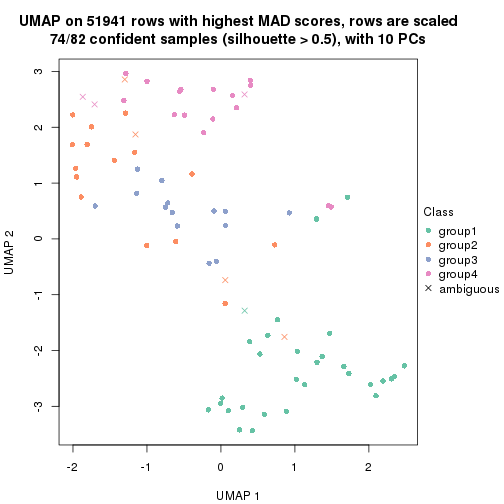 UMAP on 51941 rows with highest MAD scores, rows are scaled
74/82 confident samples (silhouette > 0.5), with 10 PCs
3
2
1
0
-1
-2
-3
UMAP 2
-2
-1
0
1
2
UMAP 1
Class
group1
group2
group3
group4
ambiguous